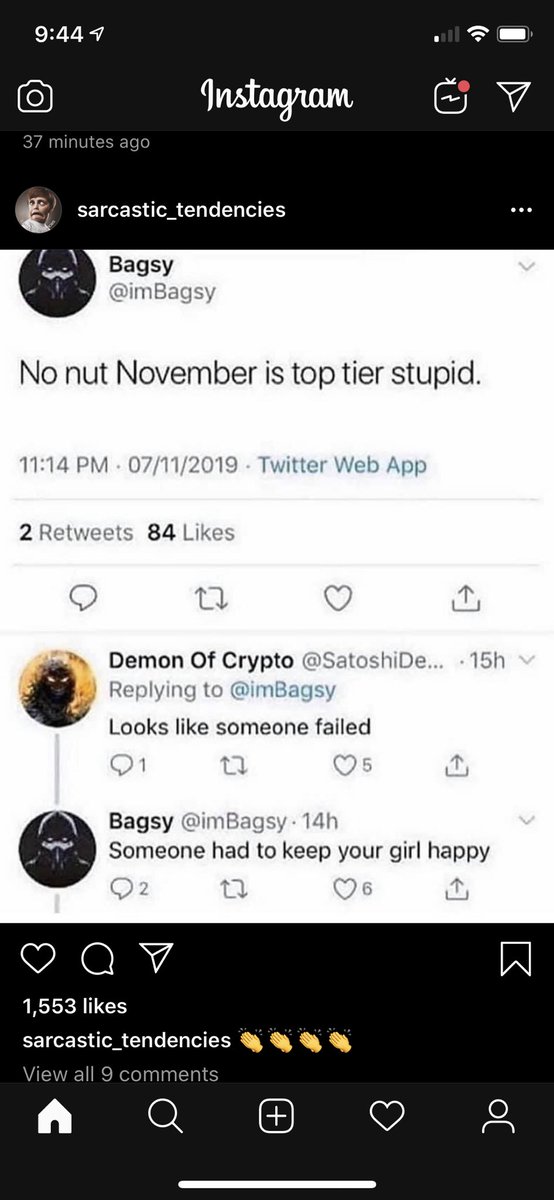 9:44
Instagram
37 minutes ago
sarcastic_tendencies
Bagsy
@imBagsy
No nut November is top tier stupid.
11:14 PM · 07/11/2019 · Twitter Web App
2 Retweets 84 Likes
Demon Of Crypto @SatoshiDe... · 15h
Replying to @imBagsy
Looks like someone failed
1 5
Bagsy @imBagsy · 14h
Someone had to keep your girl happy
2 6
1,553 likes
sarcastic_tendencies 👏👏👏👏
View all 9 comments